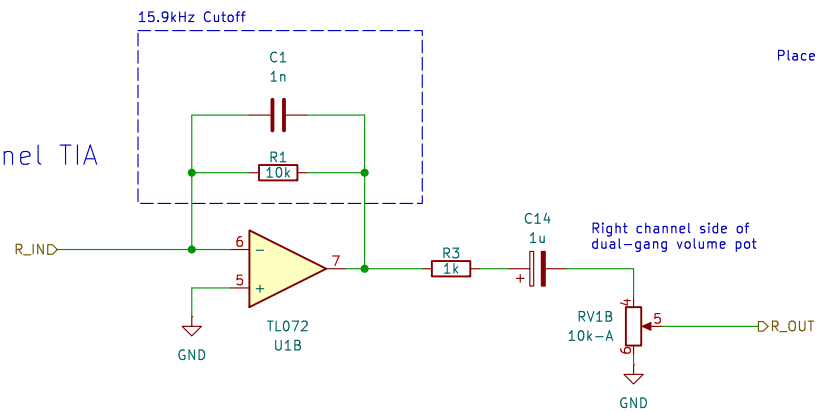 15.9kHz Cutoff
C1
1n
Place
nel TIA
R1
10k
R_IN
6
-
5
+
7
TL072
U1B
GND
R3
1k
C14
1u
+
Right channel side of
dual-gang volume pot
4
RV1B
10k-A
5
6
R_OUT
GND